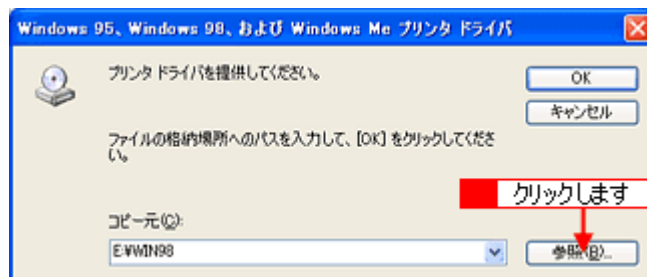 Windows 95、Windows 98、および Windows Me プリンタ ドライバ
プリンタ ドライバを提供してください。
OK
キャンセル
ファイルの格納場所へのパスを入力して、[OK] をクリックしてくださ
い。
クリックします
コピー元(C):
E:¥WIN98
参照(B)...